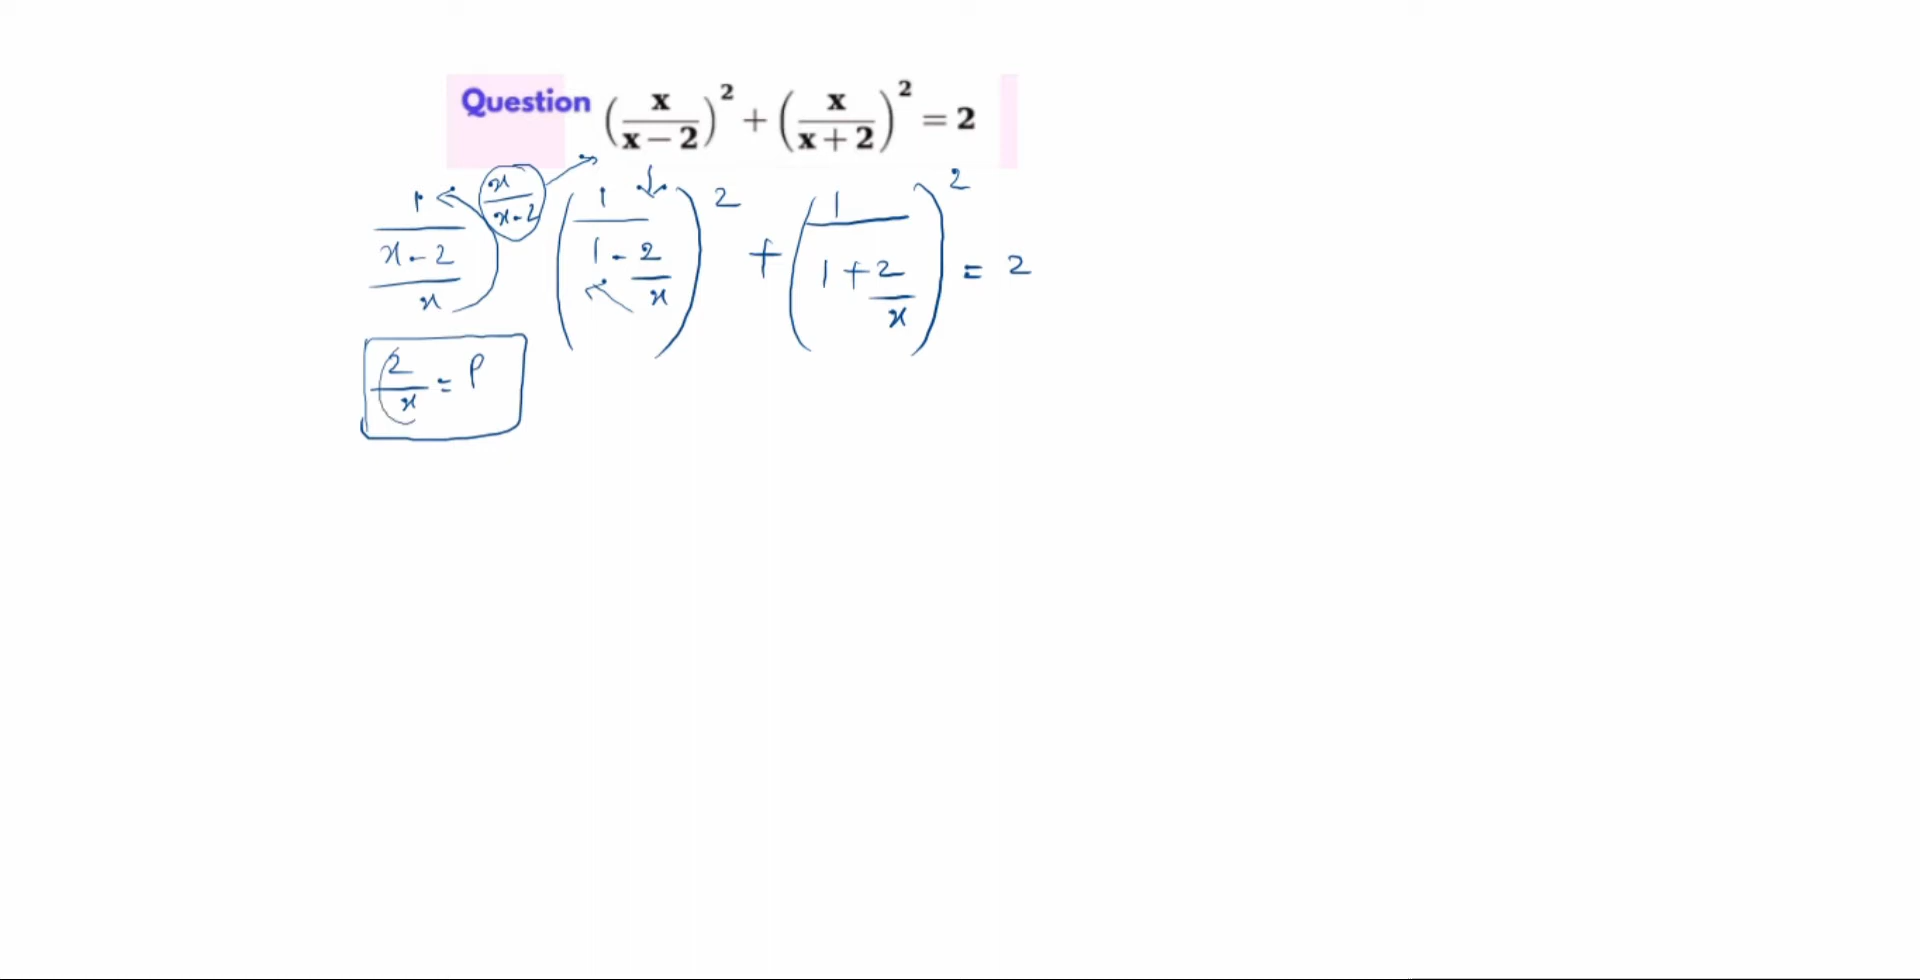 Question (x/(x − 2))² + (x/(x + 2))² = 2
1/((x - 2)/x) x/(x-2) (1/(1 - 2/x))² + (1/(1 + 2/x))² = 2
2/x = P